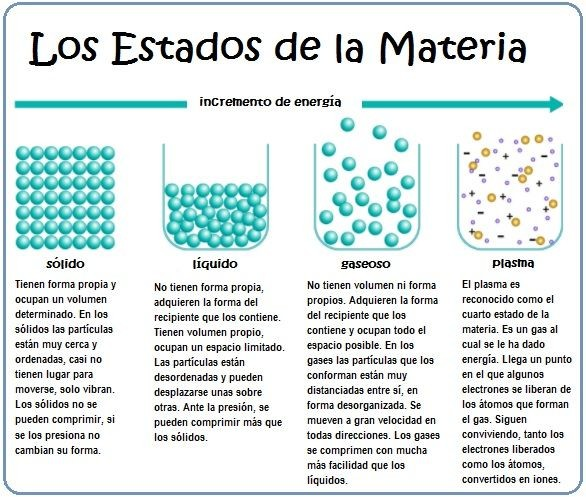 Los Estados de la Materia
incremento de energía
sólido
Tienen forma propia y
ocupan un volumen
determinado. En los
sólidos las partículas
están muy cerca y
ordenadas, casi no
tienen lugar para
moverse, solo vibran.
Los sólidos no se
pueden comprimir, si
se los presiona no
cambian su forma.
líquido
No tienen forma propia,
adquieren la forma del
recipiente que los contiene.
Tienen volumen propio,
ocupan un espacio limitado.
Las partículas están
desordenadas y pueden
desplazarse unas sobre
otras. Ante la presión, se
pueden comprimir más que
los sólidos.
gaseoso
No tienen volumen ni forma
propios. Adquieren la forma
del recipiente que los
contiene y ocupan todo el
espacio posible. En los
gases las partículas que los
conforman están muy
distanciadas entre sí, en
forma desorganizada. Se
mueven a gran velocidad en
todas direcciones. Los gases
se comprimen con mucha
más facilidad que los
líquidos.
plasma
El plasma es
reconocido como el
cuarto estado de la
materia. Es un gas al
cual se le ha dado
energía. Llega un punto
en el que algunos
electrones se liberan de
los átomos que forman
el gas. Siguen
conviviendo, tanto los
electrones liberados
como los átomos,
convertidos en iones.